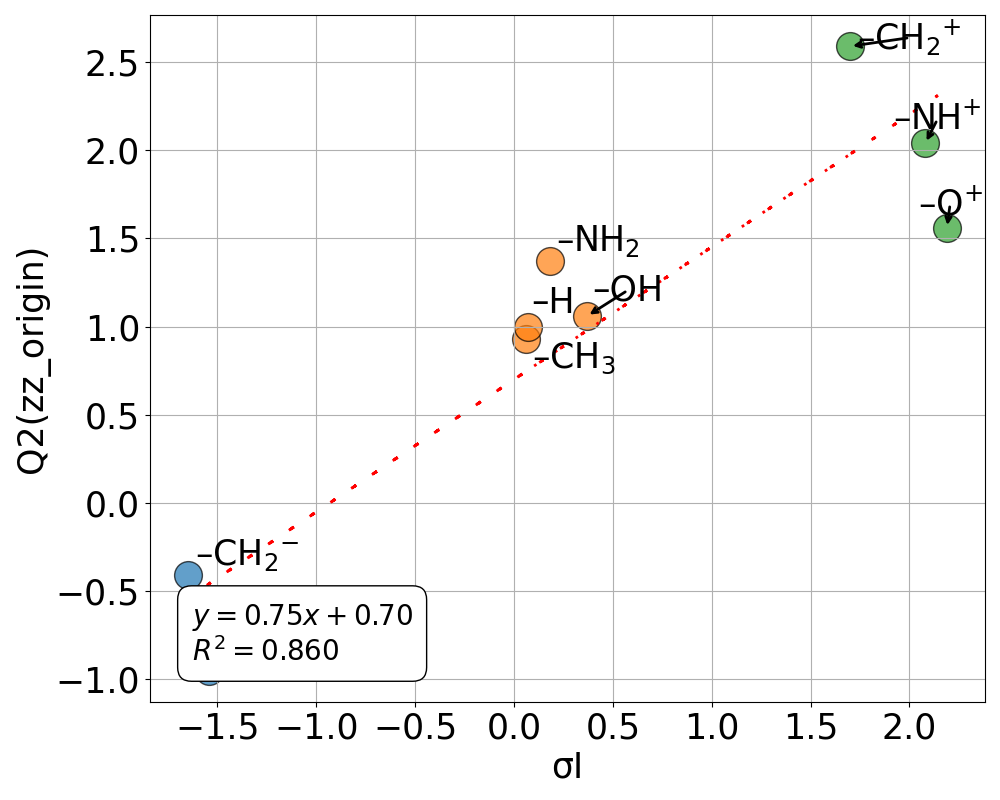 –CH₂⁺
–NH⁺
–O⁺
–NH₂
–OH
–H
–CH₃
–CH₂⁻
y = 0.75x + 0.70
R² = 0.860
2.5
2.0
1.5
1.0
0.5
0.0
−0.5
−1.0
−1.5
−1.0
−0.5
0.0
0.5
1.0
1.5
2.0
σI
Q2(zz_origin)